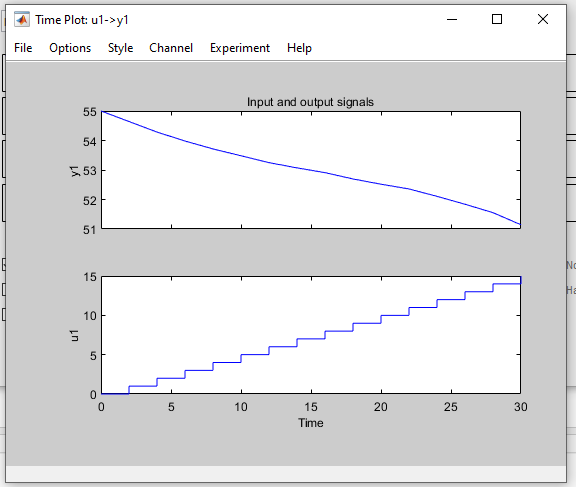 Time Plot: u1->y1
File Options Style Channel Experiment Help
Input and output signals
55
54
53
52
51
y1
15
10
5
0
u1
0 5 10 15 20 25 30
Time
No
Ha